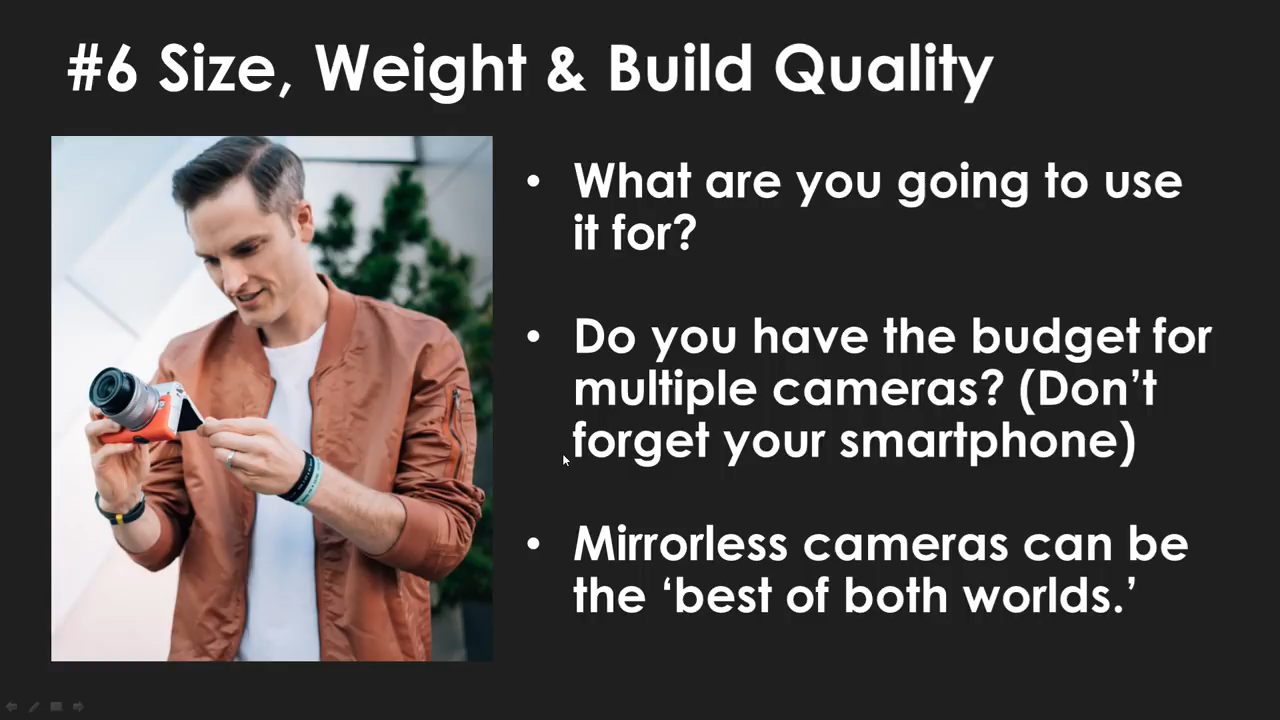 #6 Size, Weight & Build Quality
• What are you going to use
it for?
• Do you have the budget for
multiple cameras? (Don’t
forget your smartphone)
• Mirrorless cameras can be
the ‘best of both worlds.’